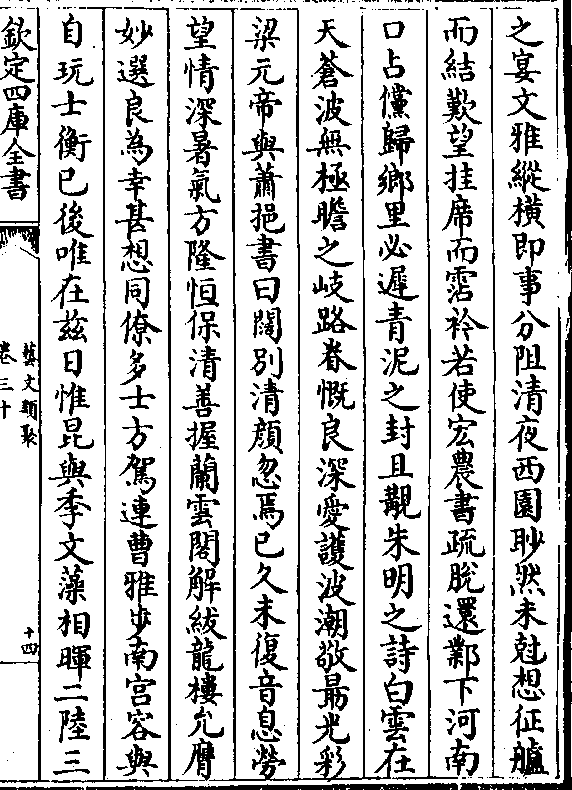 之宴文雅縱横即事分阻清夜西園眇然未尅想征艫
而結歎望挂席而霑衿若使宏農書疏脫還鄴下河南
口占儻歸鄉里必遲青泥之封且覯朱明之詩白雲在
天蒼波無極瞻之岐路眷慨良深愛護波潮敬朂光彩
梁元帝與蕭挹書曰闊別清顔忽焉已久未復音息勞
望情深暑氣方隆恒保清善握蘭雲閣解紱龍樓允膺
妙選良為幸甚想同僚多士方駕連曹雅步南宫容與
自玩士衡已後唯在兹日惟昆與季文藻相暉二陸三
欽定四庫全書
藝文類聚
卷三十
十四